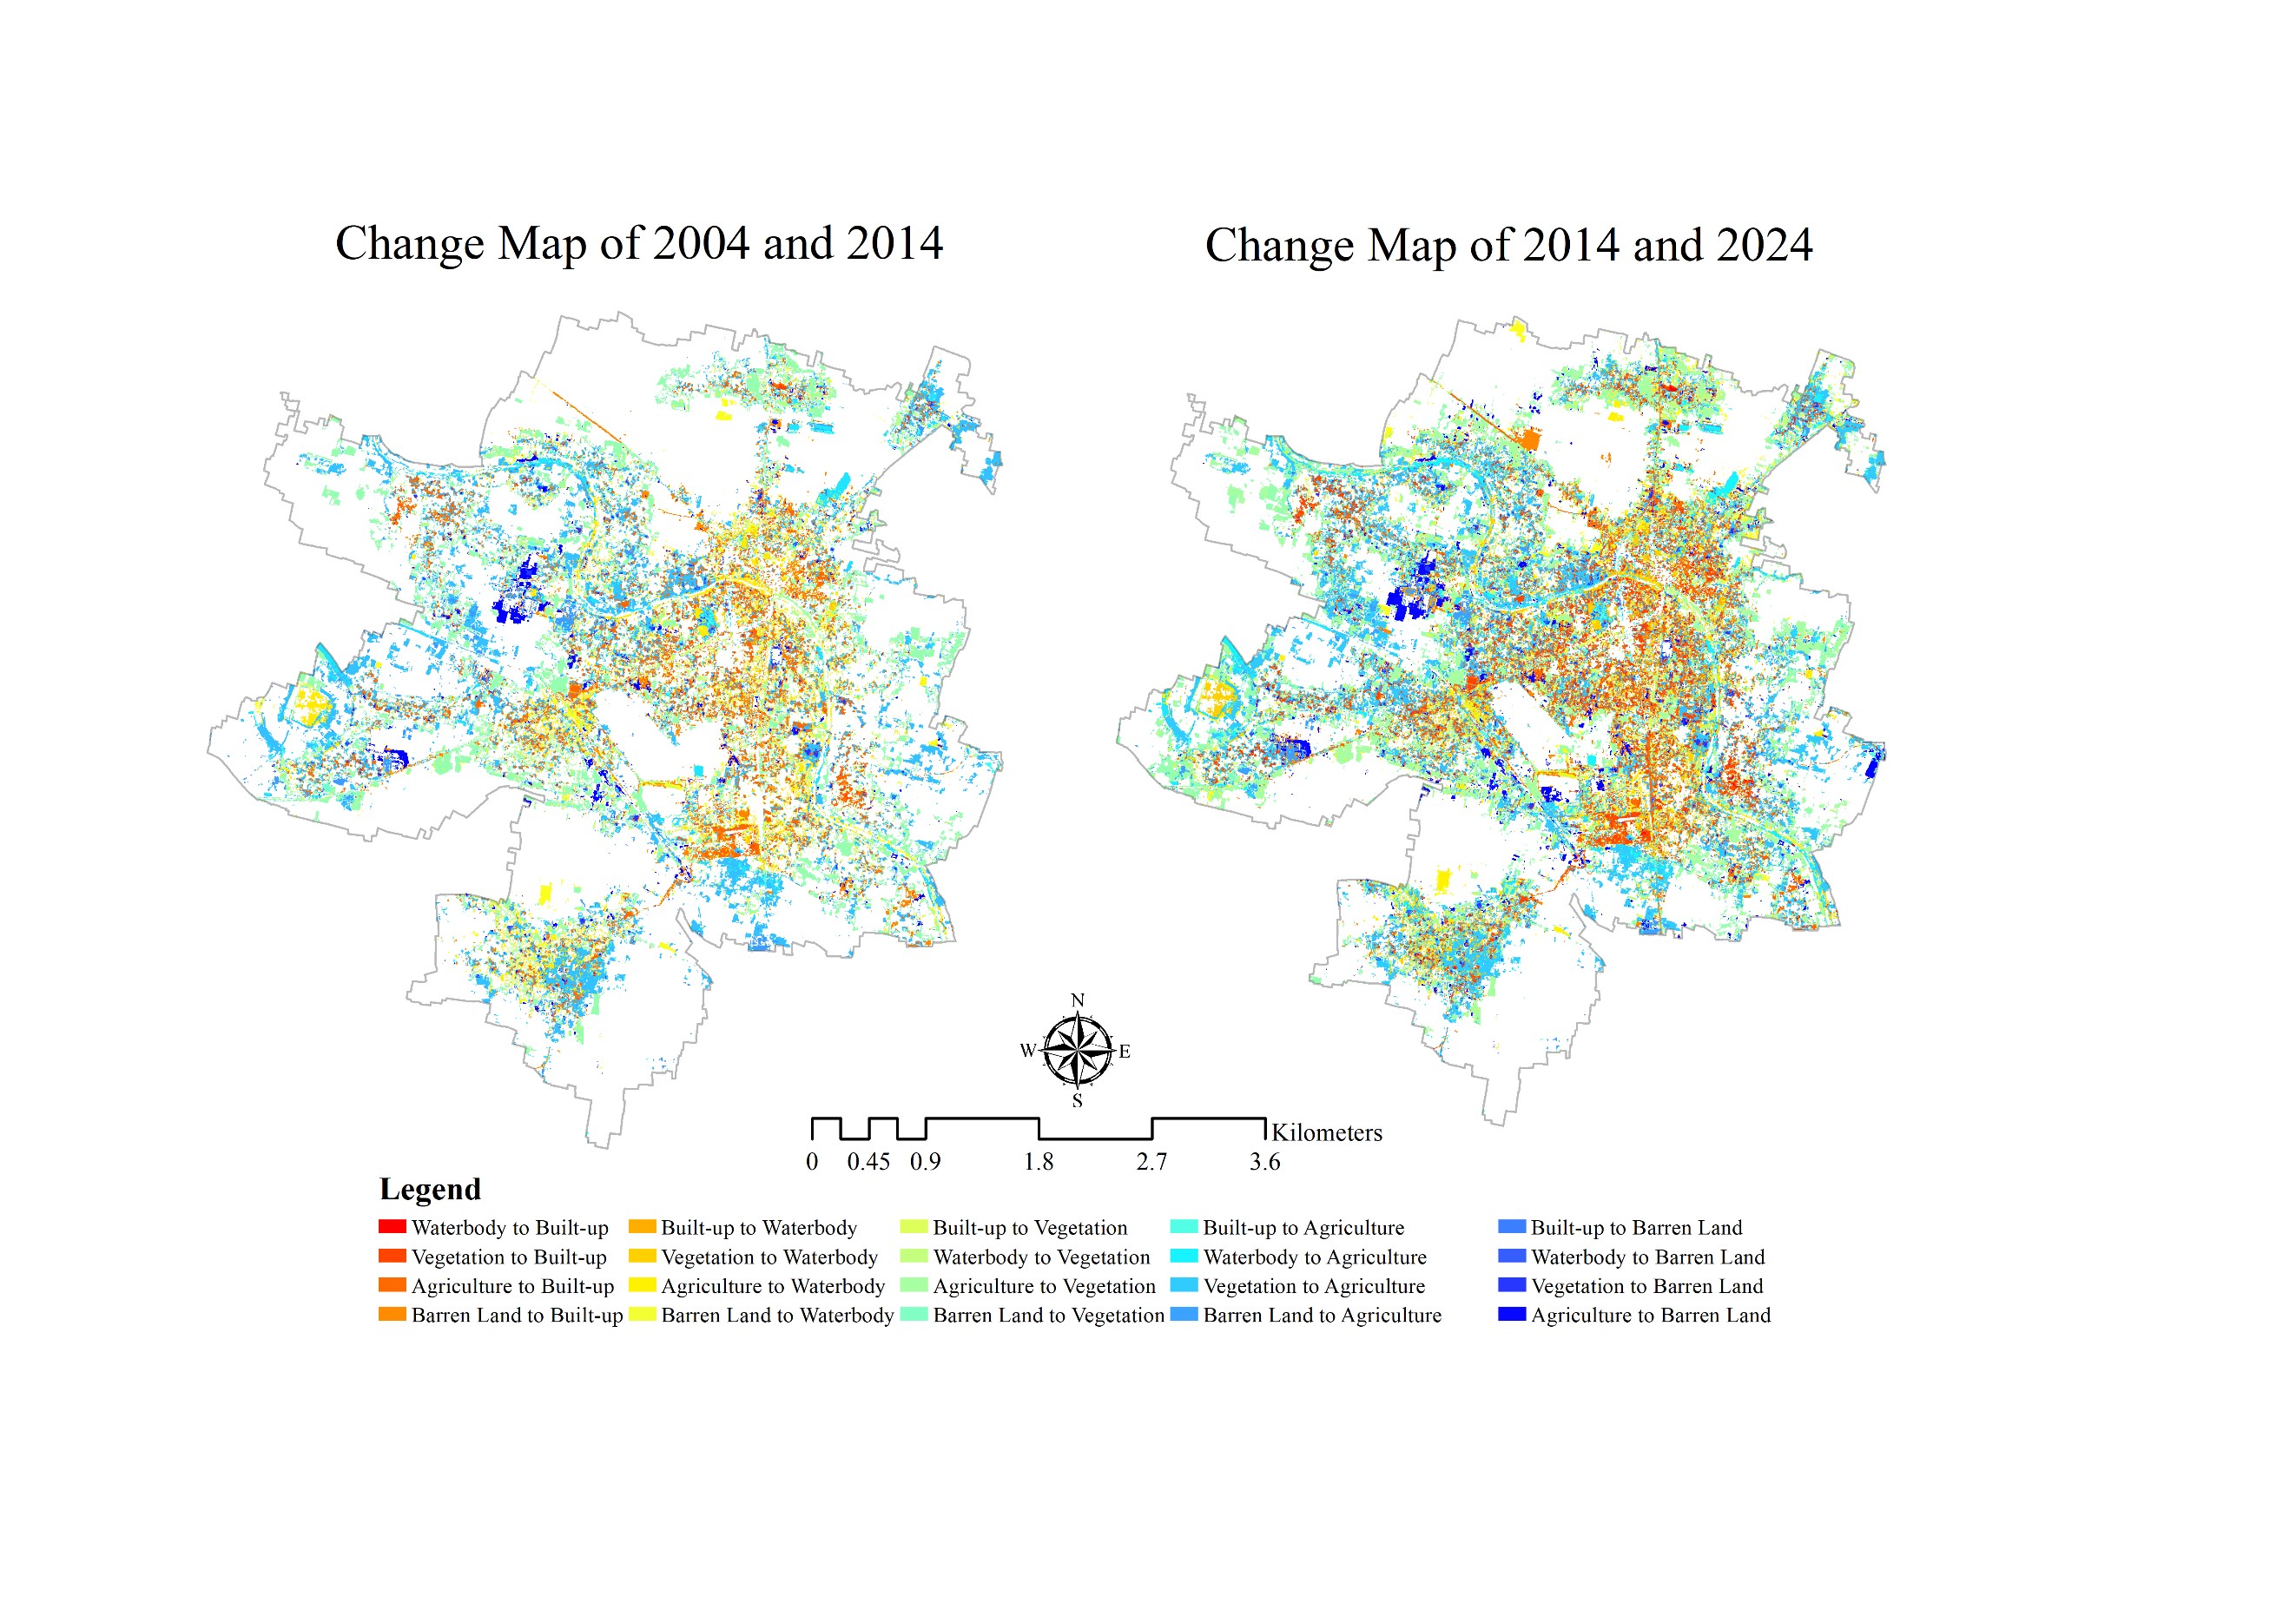 Change Map of 2004 and 2014
Change Map of 2014 and 2024
N
W E
S
Kilometers
0 0.45 0.9 1.8 2.7 3.6
Legend
Waterbody to Built-up Built-up to Waterbody Built-up to Vegetation Built-up to Agriculture Built-up to Barren Land
Vegetation to Built-up Vegetation to Waterbody Waterbody to Vegetation Waterbody to Agriculture Waterbody to Barren Land
Agriculture to Built-up Agriculture to Waterbody Agriculture to Vegetation Vegetation to Agriculture Vegetation to Barren Land
Barren Land to Built-up Barren Land to Waterbody Barren Land to Vegetation Barren Land to Agriculture Agriculture to Barren Land